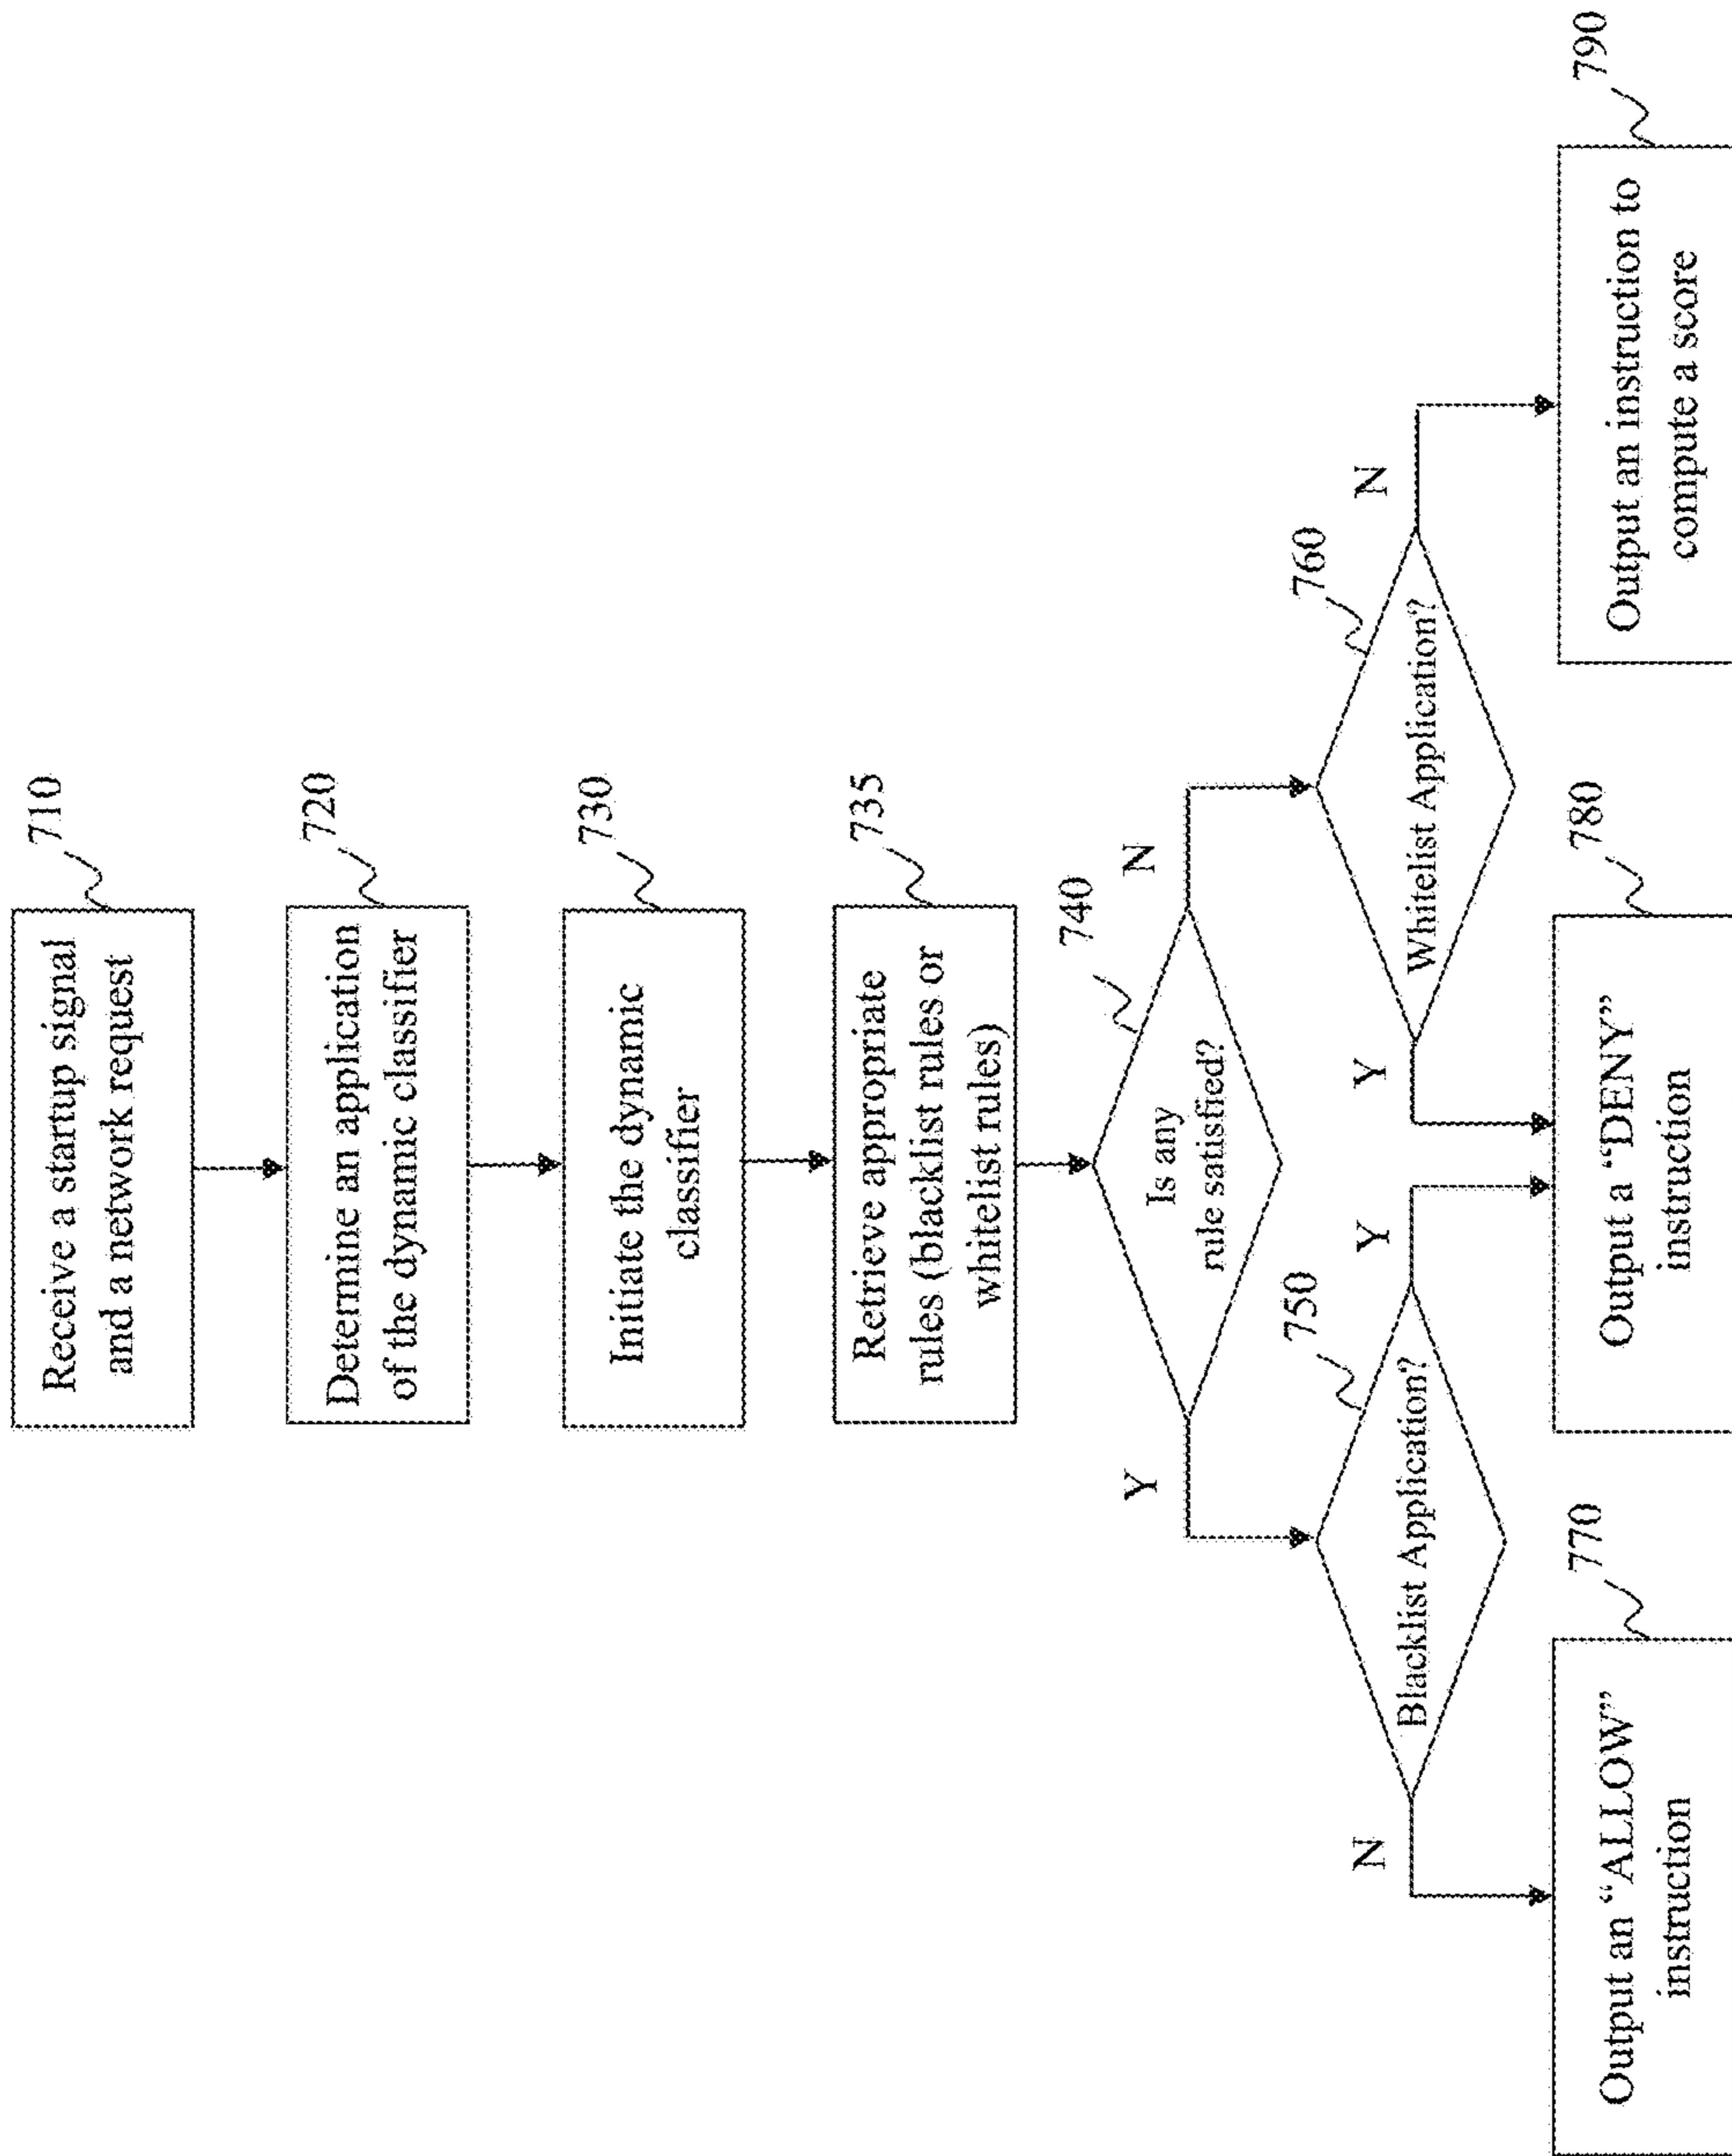 710
Receive a startup signal
and a network request
720
Determine an application
of the dynamic classifier
730
Initiate the dynamic
classifier
735
Retrieve appropriate
rules (blacklist rules or
whitelist rules)
740
Y
Is any
rule satisfied?
N
750
N
Blacklist Application?
Y
760
Y
Whitelist Application?
N
770
Output an “ALLOW”
instruction
780
Output a “DENY”
instruction
790
Output an instruction to
compute a score